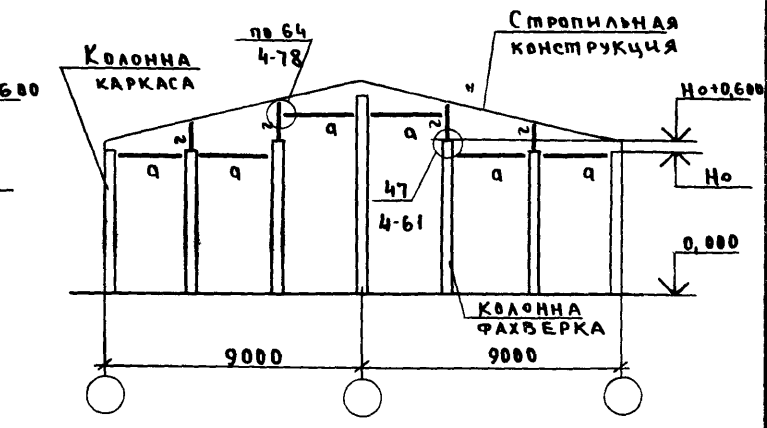 по 64
4-78
Стропильная
конструкция
Колонна
каркаса
600
Но+0,600
г
г
г
г
а
а
а
а
а
а
47
4-61
Но
0,000
колонна
фахверка
9000
9000